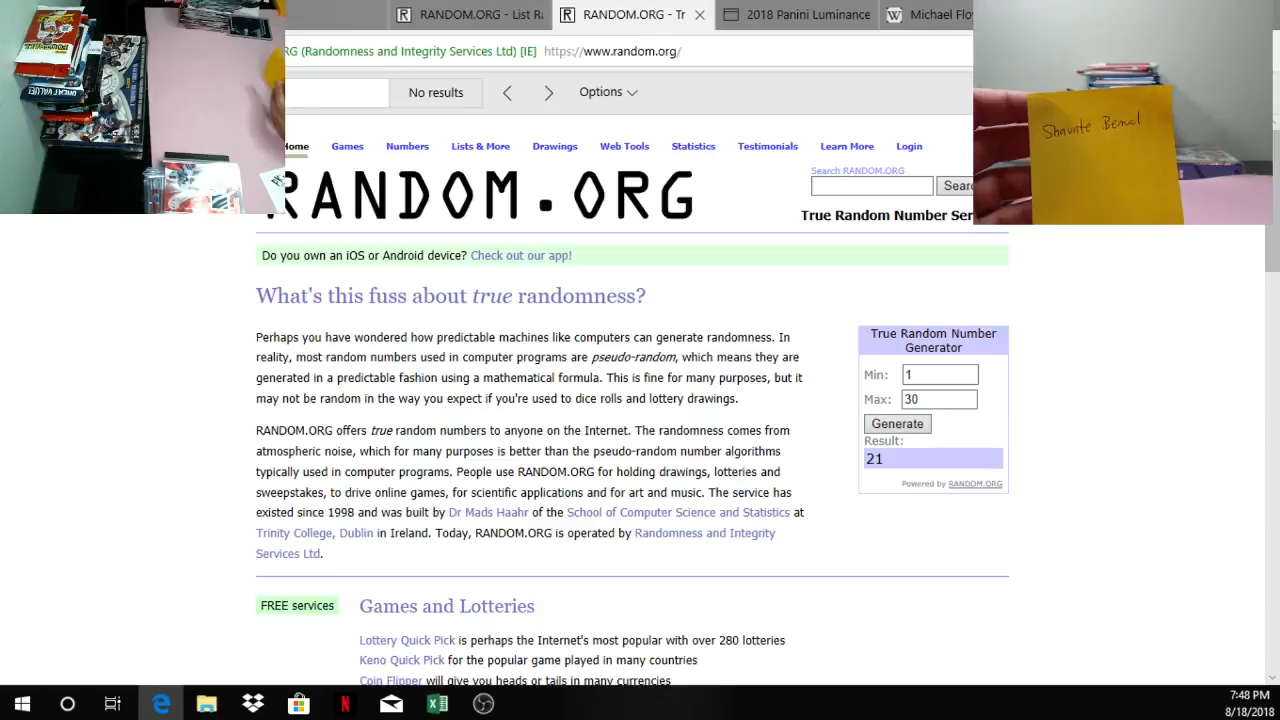 RANDOM.ORG - List Ra
RANDOM.ORG - Tr
2018 Panini Luminance
Michael Flo
RG (Randomness and Integrity Services Ltd) [IE] https://www.random.org/
No results
Options
Home Games Numbers Lists & More Drawings Web Tools Statistics Testimonials Learn More Login
RANDOM.ORG
Search RANDOM.ORG
Searc
True Random Number Ser
Shaunte
Do you own an iOS or Android device? Check out our app!
What's this fuss about true randomness?
Perhaps you have wondered how predictable machines like computers can generate randomness. In
reality, most random numbers used in computer programs are pseudo-random, which means they are
generated in a predictable fashion using a mathematical formula. This is fine for many purposes, but it
may not be random in the way you expect if you're used to dice rolls and lottery drawings.
RANDOM.ORG offers true random numbers to anyone on the Internet. The randomness comes from
atmospheric noise, which for many purposes is better than the pseudo-random number algorithms
typically used in computer programs. People use RANDOM.ORG for holding drawings, lotteries and
sweepstakes, to drive online games, for scientific applications and for art and music. The service has
existed since 1998 and was built by Dr Mads Haahr of the School of Computer Science and Statistics at
Trinity College, Dublin in Ireland. Today, RANDOM.ORG is operated by Randomness and Integrity
Services Ltd.
True Random Number
Generator
Min: 1
Max: 30
Generate
Result:
21
Powered by RANDOM.ORG
FREE services
Games and Lotteries
Lottery Quick Pick is perhaps the Internet's most popular with over 280 lotteries
Keno Quick Pick for the popular game played in many countries
Coin Flipper will give you heads or tails in many currencies
7:48 PM
8/18/2018